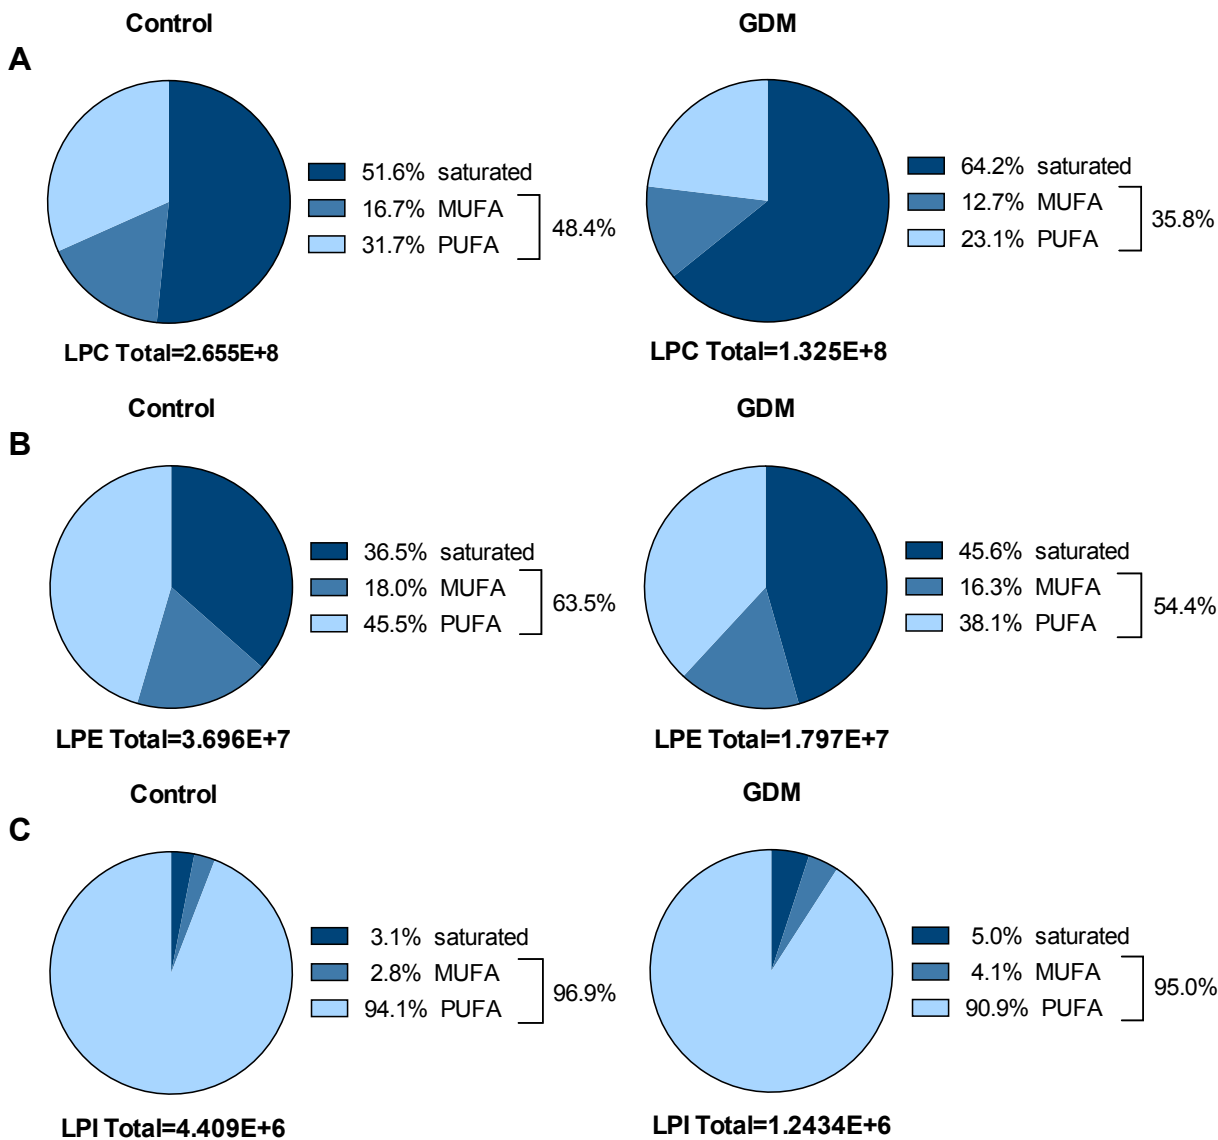 Control
GDM
A
51.6% saturated
16.7% MUFA
31.7% PUFA
48.4%
LPC Total=2.655E+8
64.2% saturated
12.7% MUFA
23.1% PUFA
35.8%
LPC Total=1.325E+8
Control
GDM
B
36.5% saturated
18.0% MUFA
45.5% PUFA
63.5%
LPE Total=3.696E+7
45.6% saturated
16.3% MUFA
38.1% PUFA
54.4%
LPE Total=1.797E+7
Control
GDM
C
3.1% saturated
2.8% MUFA
94.1% PUFA
96.9%
LPI Total=4.409E+6
5.0% saturated
4.1% MUFA
90.9% PUFA
95.0%
LPI Total=1.2434E+6